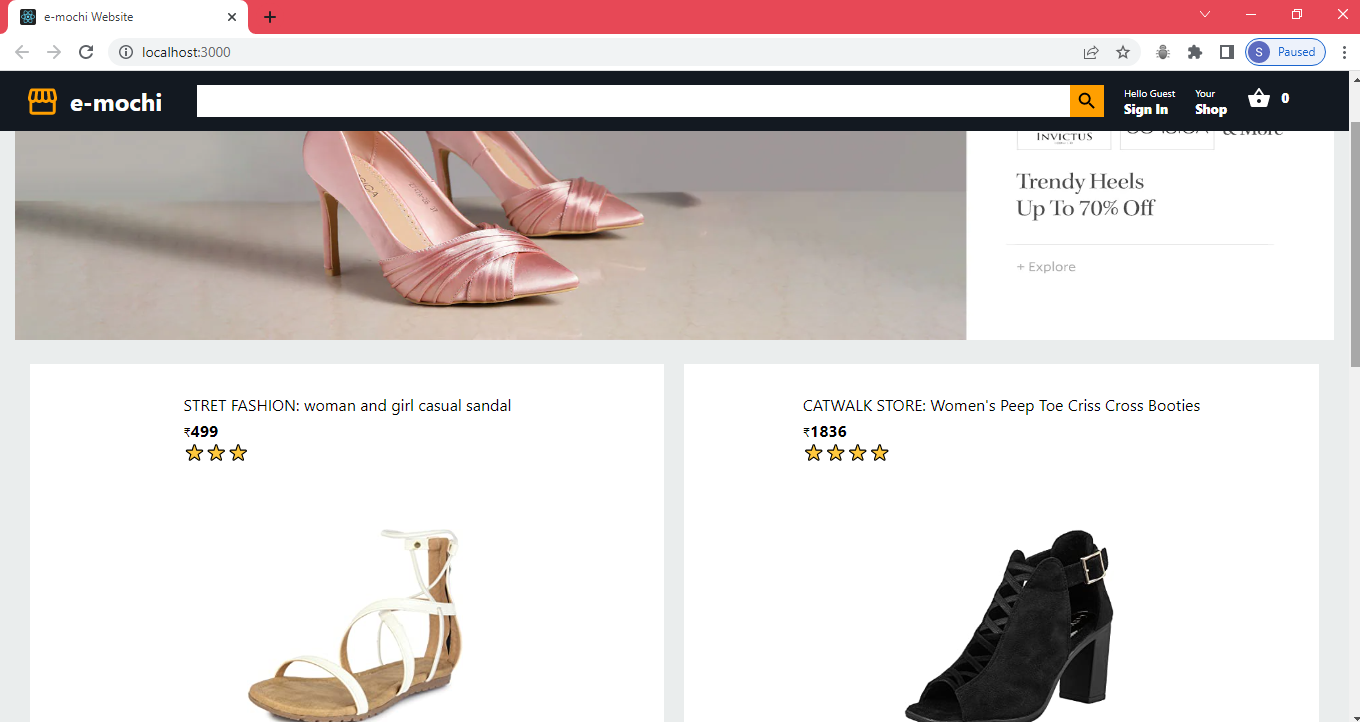 e-mochi Website
localhost:3000
S Paused
e-mochi
Hello Guest
Sign In
Your
Shop
0
INVICTUS
& More
Trendy Heels
Up To 70% Off
+ Explore
STRET FASHION: woman and girl casual sandal
₹499
CATWALK STORE: Women's Peep Toe Criss Cross Booties
₹1836